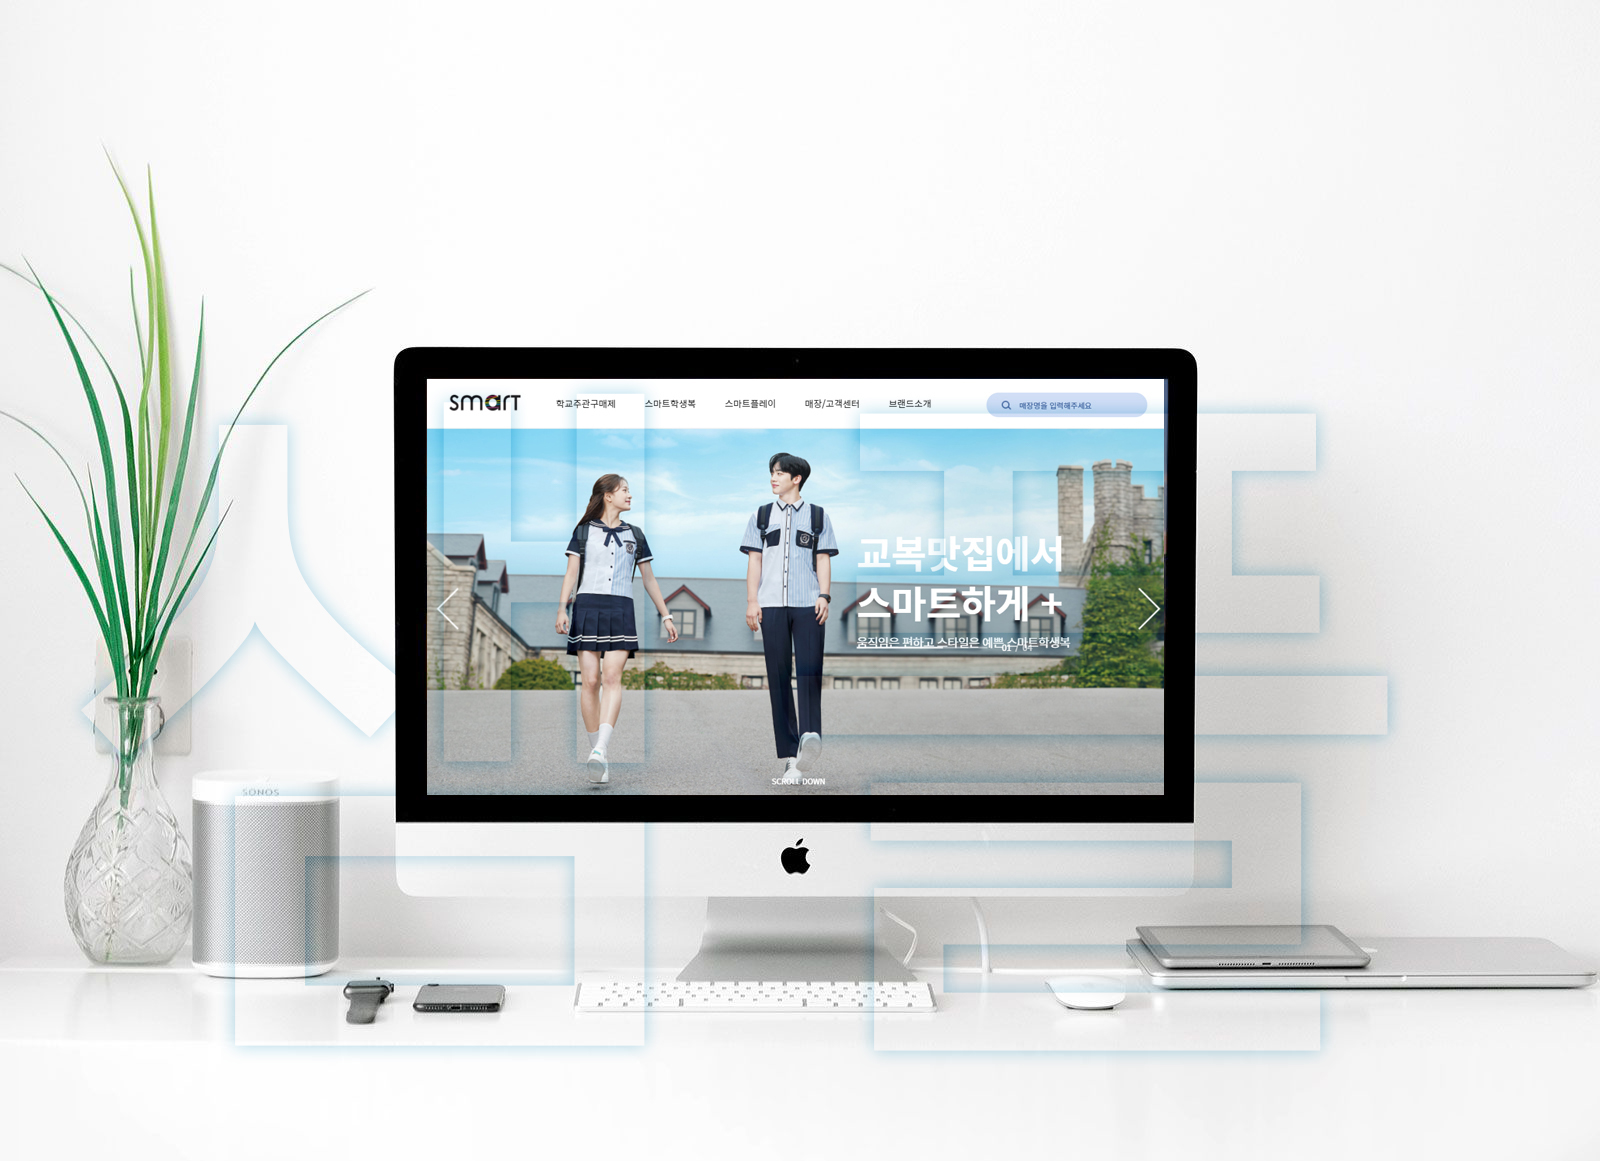 smart 학교주관구매제 스마트학생복 스마트플레이 매장/고객센터 브랜드소개 매장명을 입력해주세요
교복맛집에서
스마트하게 +
움직임은 편하고 스타일은 예쁜 스마트학생복
01 / 04
SCROLL DOWN
SONOS
샘플